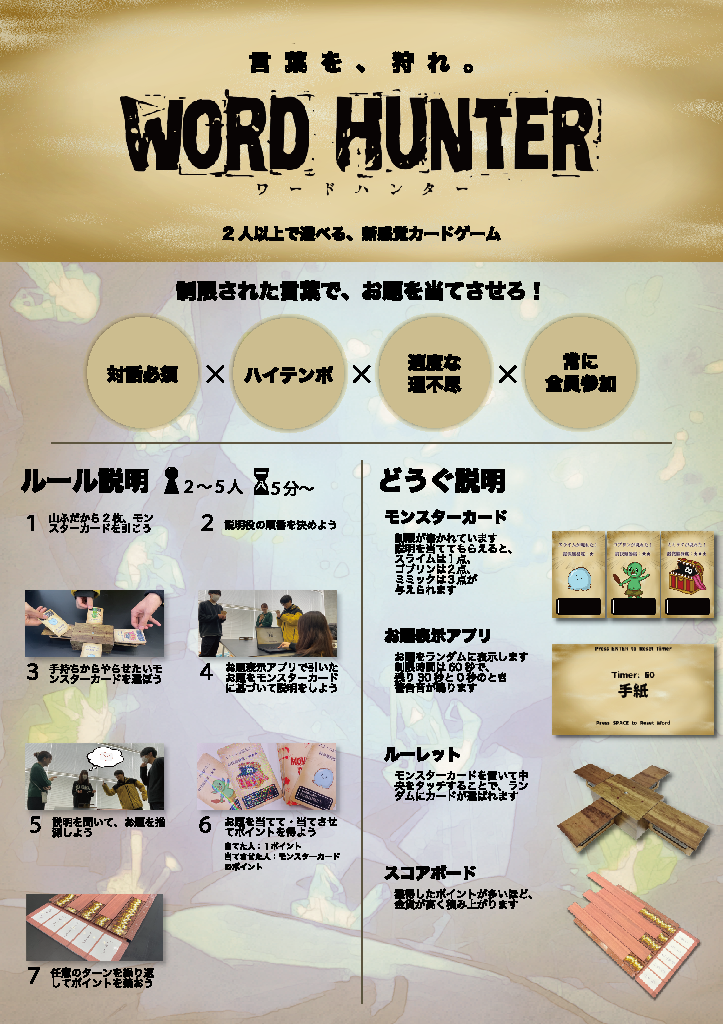 言葉を、狩れ。
WORD HUNTER
ワードハンター
2人以上で遊べる、新感覚カードゲーム
制限された言葉で、お題を当てさせろ！
対話必須
×
ハイテンポ
×
適度な
理不尽
×
常に
全員参加
ルール説明
2～5人
5分～
1
山ふだから2枚、モン
スターカードを引こう
2
説明役の順番を決めよう
3
手持ちからやらせたいモ
ンスターカードを選ぼう
4
お題表示アプリで引いた
お題をモンスターカード
に基づいて説明をしよう
5
説明を聞いて、お題を推
測しよう
6
お題を当てて・当てさせ
てポイントを得よう
当てた人：1ポイント
当てさせた人：モンスターカード
のポイント
7
任意のターンを繰り返
してポイントを競おう
どうぐ説明
モンスターカード
制限が書かれています
説明を当ててもらえると、
スライムは1点、
ゴブリンは2点、
ミミックは3点が
与えられます
お題表示アプリ
お題をランダムに表示します
制限時間は60秒で、
残り30秒と0秒のとき
警告音が鳴ります
Press ENTER to Reset Timer
Timer: 60
手紙
Press SPACE to Reset Word
ルーレット
モンスターカードを置いて中
央をタッチすることで、ラン
ダムにカードが選ばれます
スコアボード
獲得したポイントが多いほど、
金貨が高く積み上がります